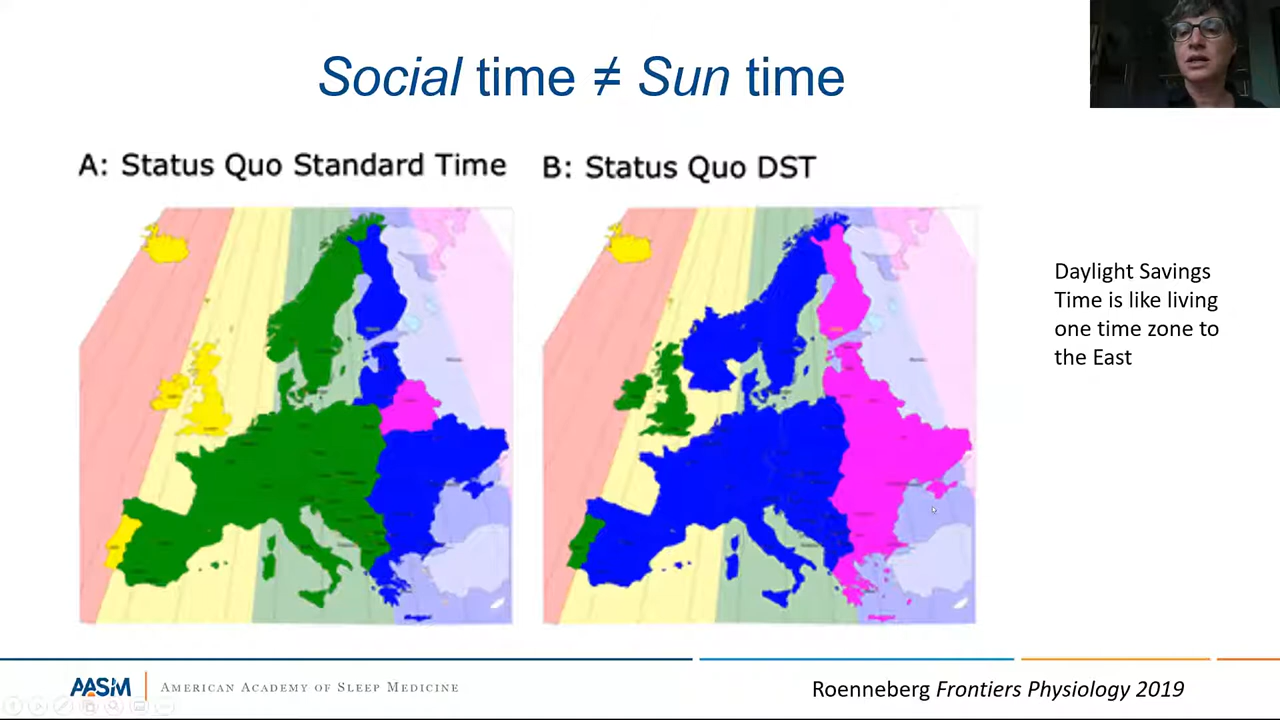 Social time ≠ Sun time
A: Status Quo Standard Time
B: Status Quo DST
Daylight Savings
Time is like living
one time zone to
the East
AASM
AMERICAN ACADEMY OF SLEEP MEDICINE
Roenneberg Frontiers Physiology 2019